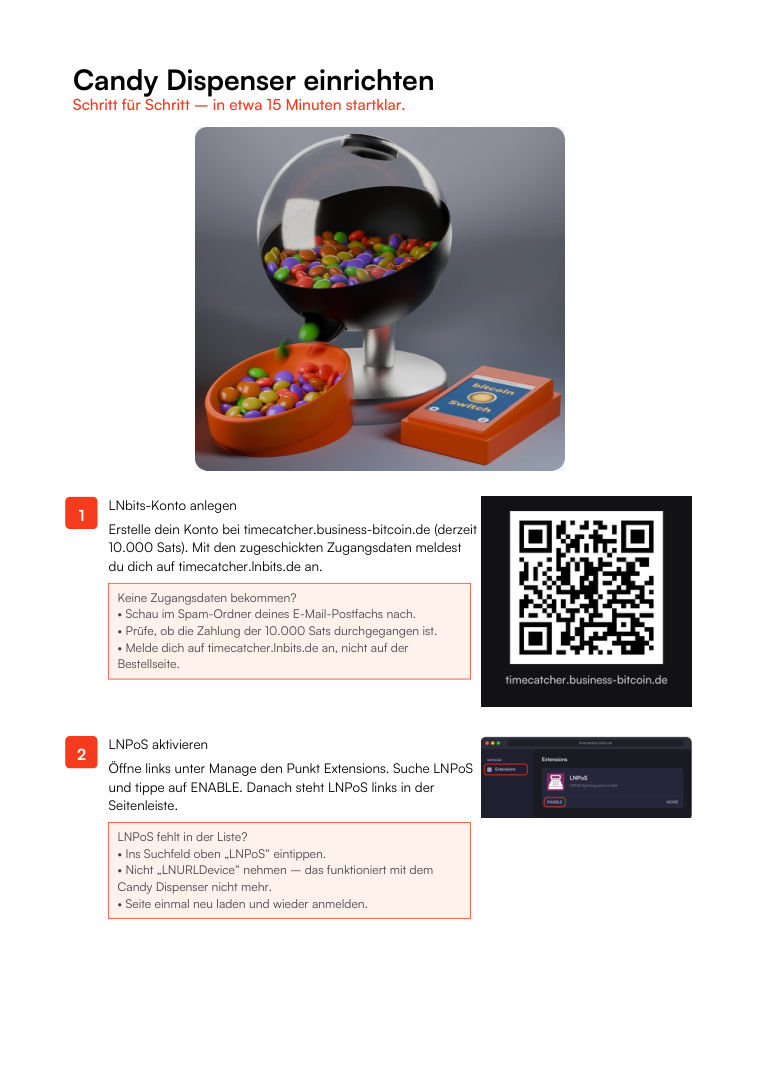 Candy Dispenser einrichten
Schritt für Schritt — in etwa 15 Minuten startklar.
bitcoin
Switch
1
LNbits-Konto anlegen
Erstelle dein Konto bei timecatcher.business-bitcoin.de (derzeit
10.000 Sats). Mit den zugeschickten Zugangsdaten meldest
du dich auf timecatcher.lnbits.de an.
Keine Zugangsdaten bekommen?
• Schau im Spam-Ordner deines E-Mail-Postfachs nach.
• Prüfe, ob die Zahlung der 10.000 Sats durchgegangen ist.
• Melde dich auf timecatcher.lnbits.de an, nicht auf der
Bestellseite.
timecatcher.business-bitcoin.de
2
LNPoS aktivieren
Öffne links unter Manage den Punkt Extensions. Suche LNPoS
und tippe auf ENABLE. Danach steht LNPoS links in der
Seitenleiste.
LNPoS fehlt in der Liste?
• Ins Suchfeld oben „LNPoS“ eintippen.
• Nicht „LNURLDevice“ nehmen — das funktioniert mit dem
Candy Dispenser nicht mehr.
• Seite einmal neu laden und wieder anmelden.
timecatcher.lnbits.de
MANAGE
Extensions
Extensions
LNPoS
ENABLE
MORE